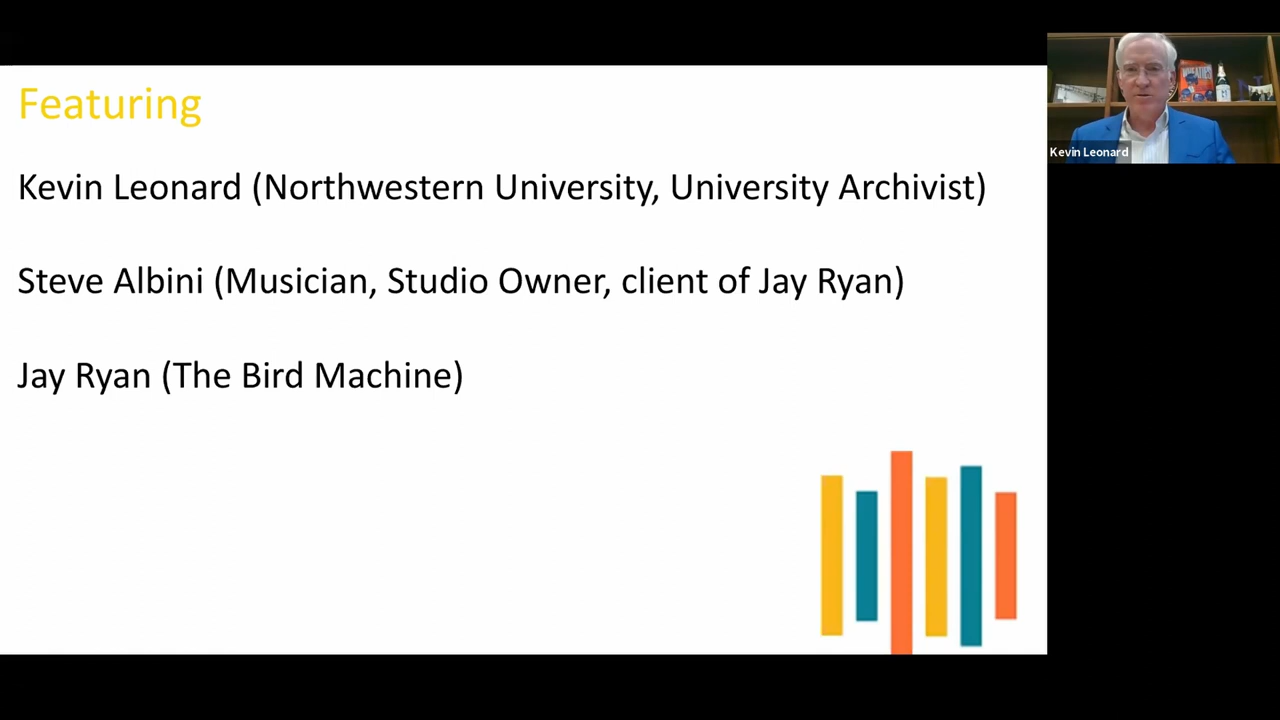 Featuring
Kevin Leonard (Northwestern University, University Archivist)
Steve Albini (Musician, Studio Owner, client of Jay Ryan)
Jay Ryan (The Bird Machine)
WHEATIES
Kevin Leonard